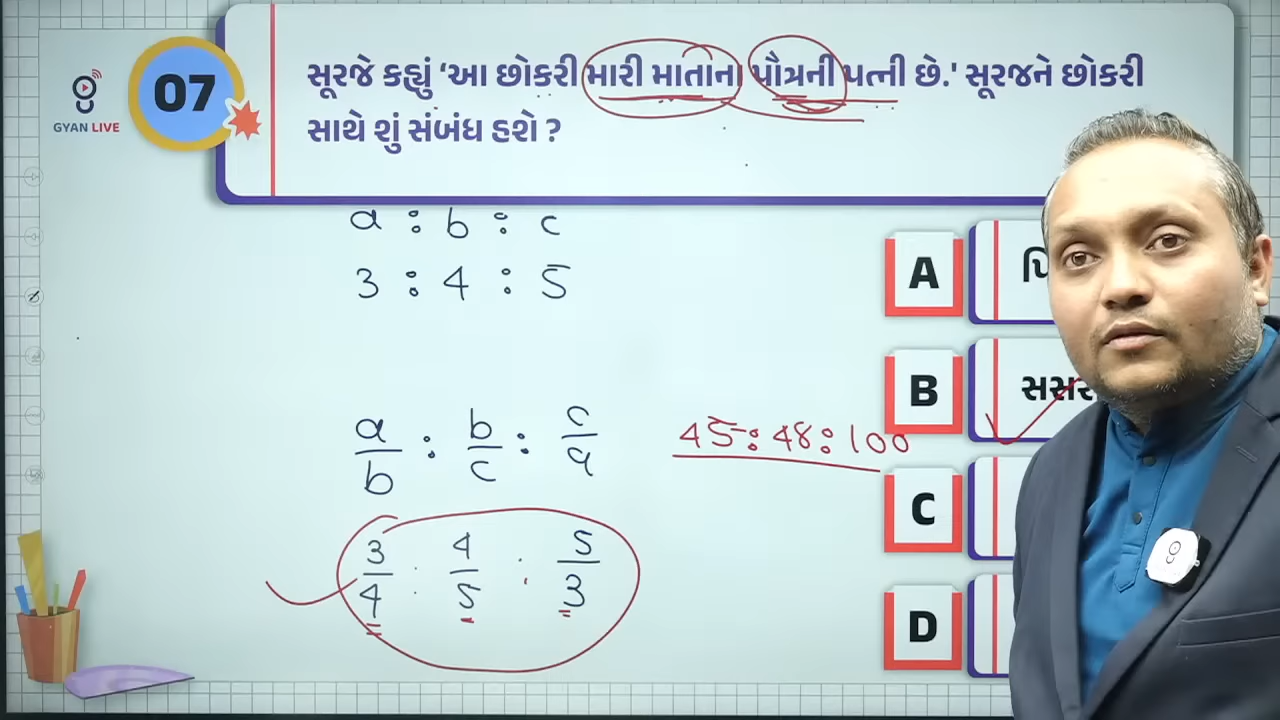 સૂરજે કહ્યું ‘આ છોકરી મારી માતાના પૌત્રની પત્ની છે.' સૂરજને છોકરી
સાથે શું સંબંધ હશે ?
07
GYAN LIVE
a : b : c
3 : 4 : 5
A
B
a/b : b/c : c/a
45:48:100
C
3/4 : 4/5 : 5/3
D